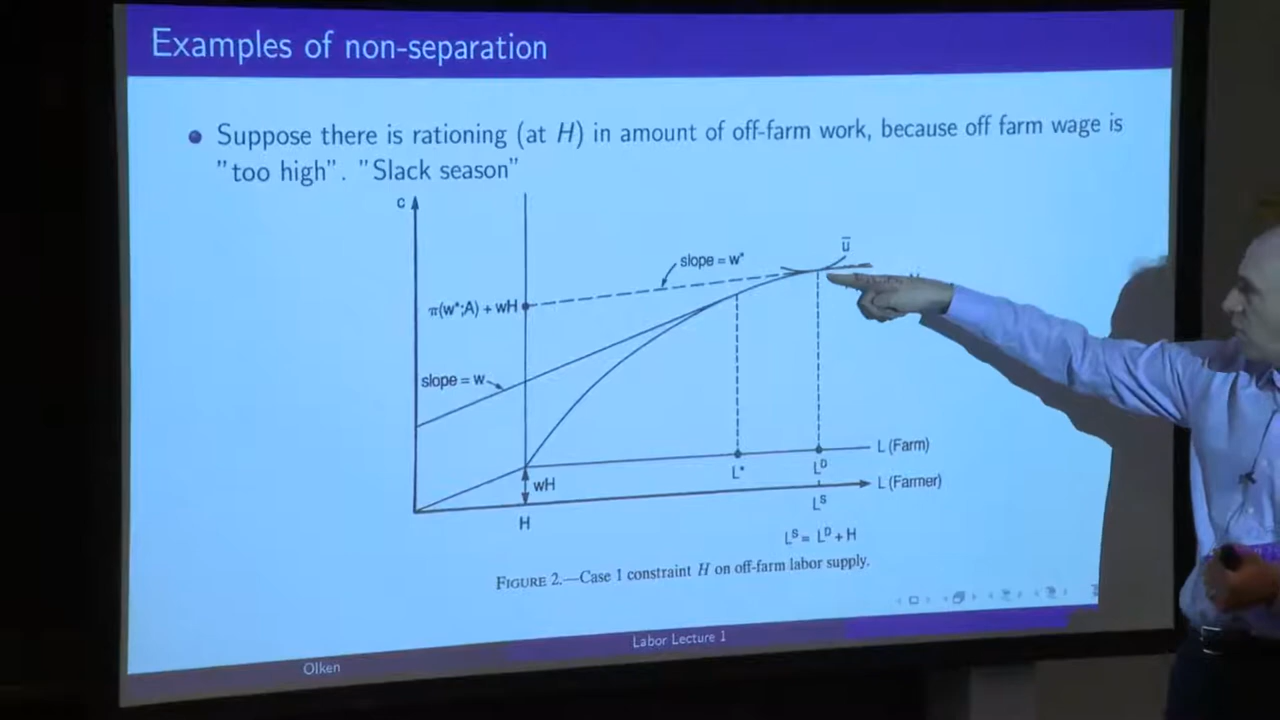 Examples of non-separation
Suppose there is rationing (at H) in amount of off-farm work, because off farm wage is
"too high". "Slack season"
c
ū
slope = w*
π(w*;A) + wH
slope = w
L (Farm)
L*
L^D
wH
L (Farmer)
H
L^S
L^S = L^D + H
FIGURE 2.—Case 1 constraint H on off-farm labor supply.
Labor Lecture 1
Olken